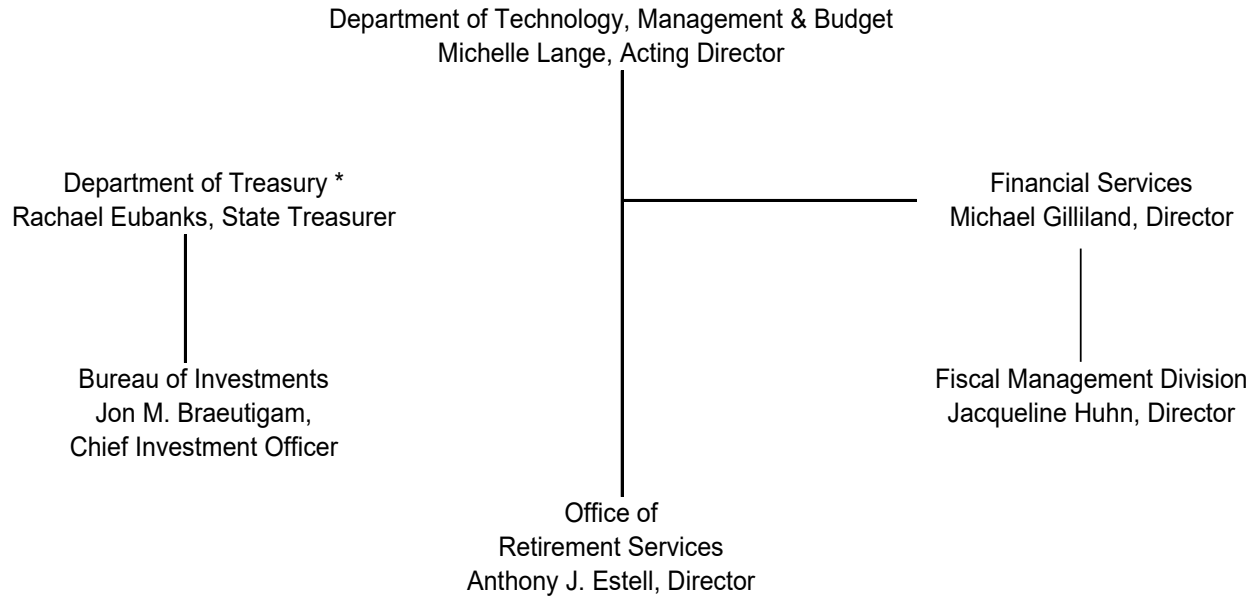 Department of Technology, Management & Budget
Michelle Lange, Acting Director
Department of Treasury *
Rachael Eubanks, State Treasurer
Financial Services
Michael Gilliland, Director
Bureau of Investments
Jon M. Braeutigam,
Chief Investment Officer
Fiscal Management Division
Jacqueline Huhn, Director
Office of
Retirement Services
Anthony J. Estell, Director